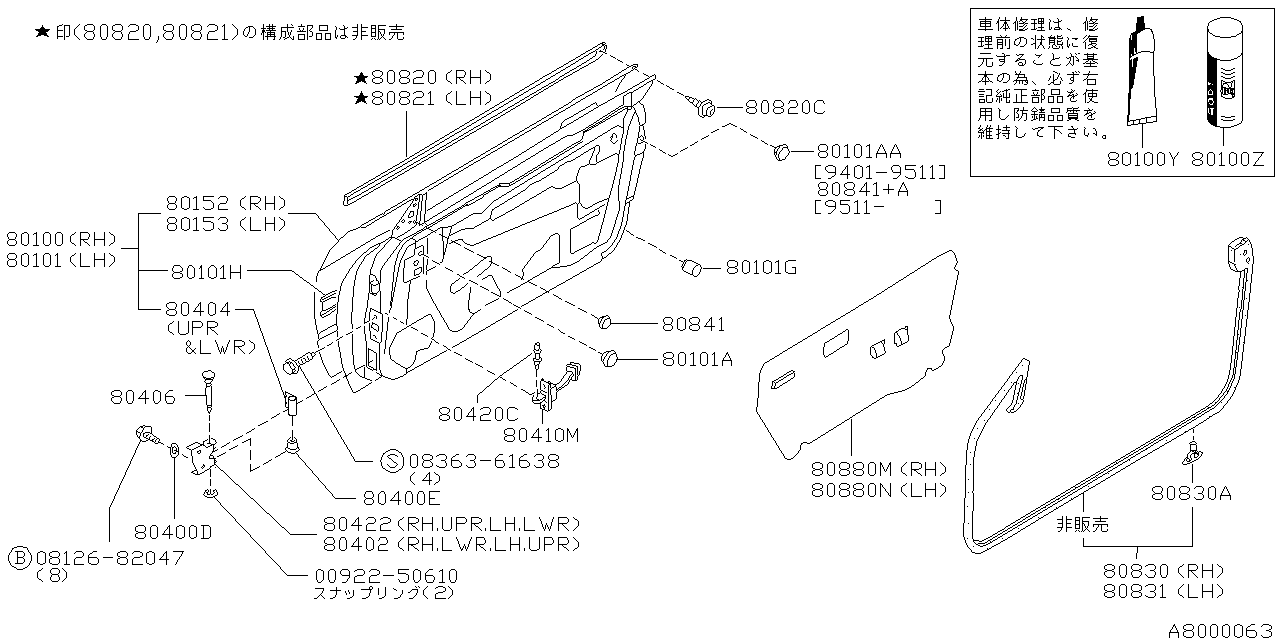 ★印(80820,80821)の構成部品は非販売
★80820 (RH)
★80821 (LH)
80820C
80101AA
[9401-9511]
80841+A
[9511-     ]
車体修理は、修
理前の状態に復
元することが基
本の為、必ず右
記純正部品を使
用し防錆品質を
維持して下さい。
BODY
80100Y
80100Z
80152 (RH)
80153 (LH)
80100 (RH)
80101 (LH)
80101H
80404
(UPR
&LWR)
80101G
80841
80101A
80406
80420C
80410M
S 08363-61638
(4)
80400E
80400D
80422 (RH.UPR.LH.LWR)
80402 (RH.LWR.LH.UPR)
B 08126-82047
(8)
00922-50610
スナップリング(2)
80880M (RH)
80880N (LH)
80830A
非販売
80830 (RH)
80831 (LH)
A8000063